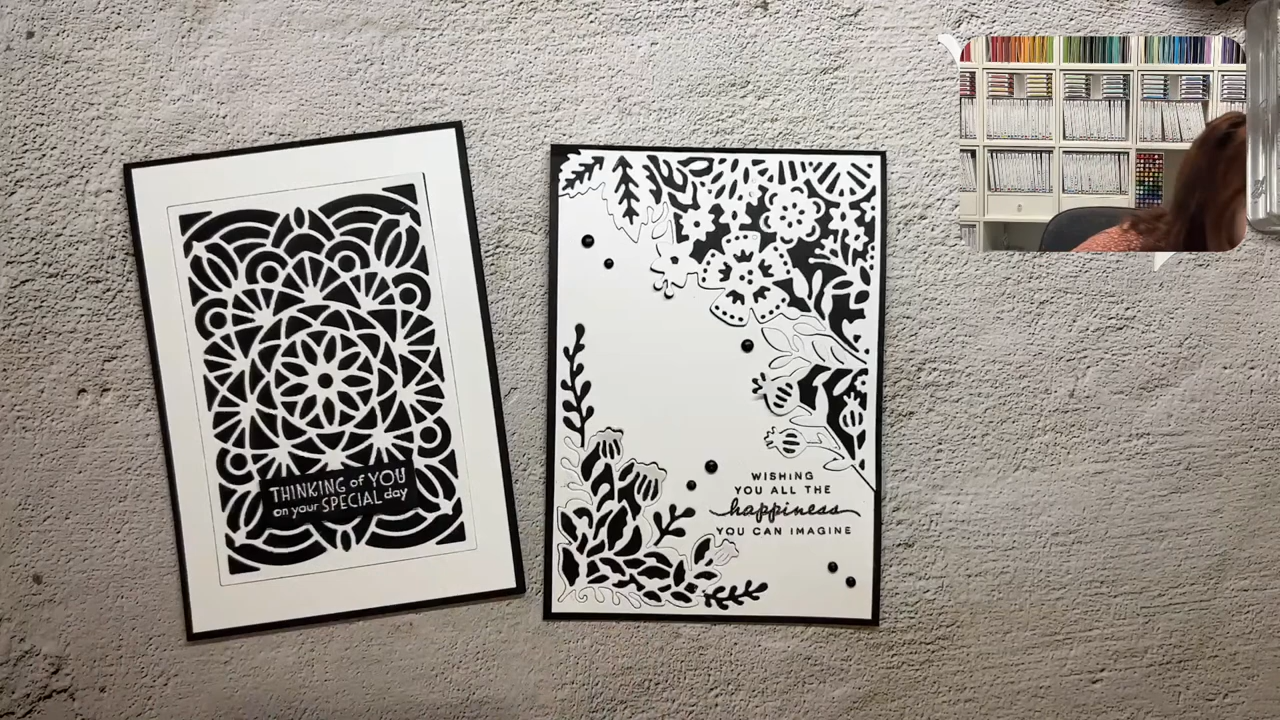 THINKING of YOU
on your SPECIAL day
WISHING
YOU ALL THE
happiness
YOU CAN IMAGINE